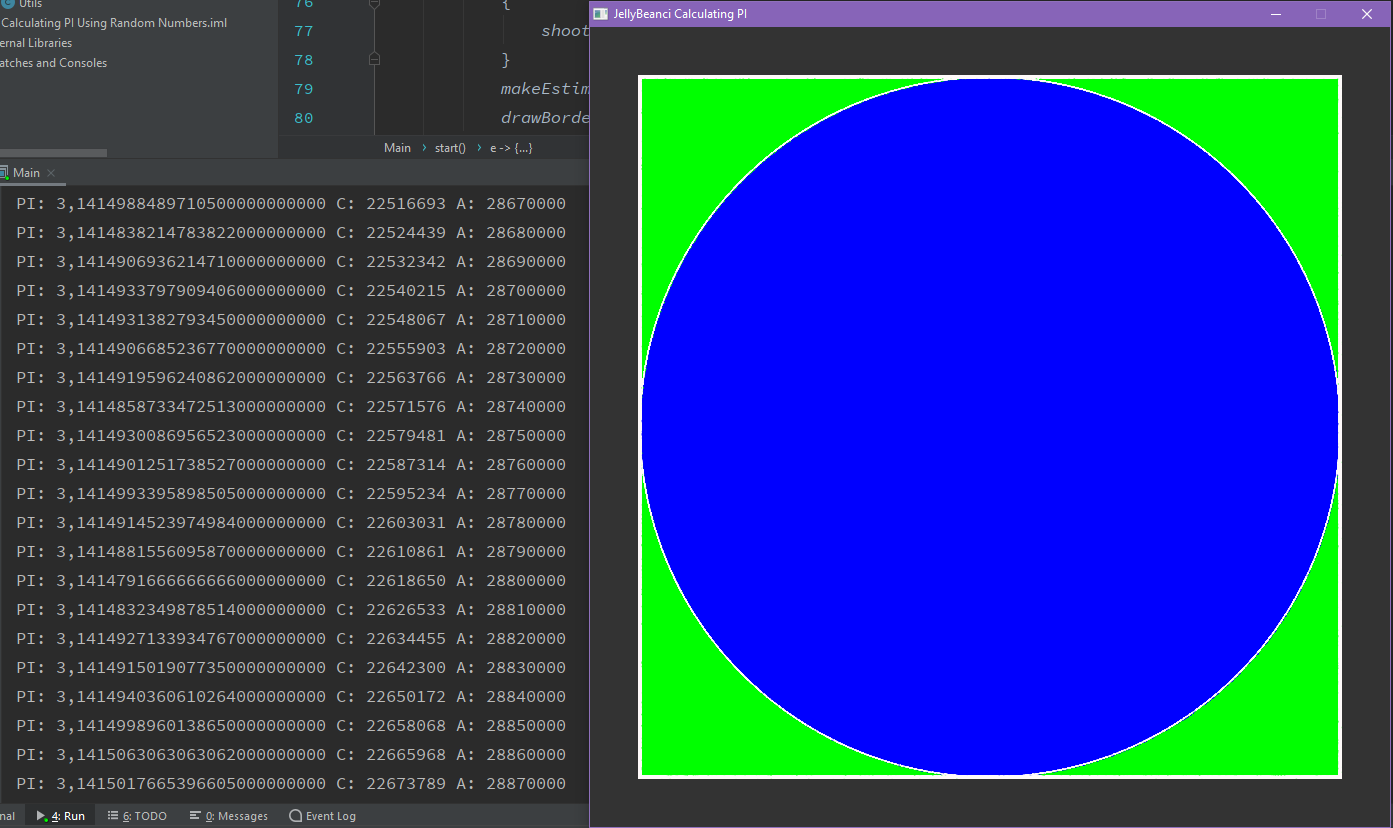 Utils
Calculating PI Using Random Numbers.iml
ernal Libraries
atches and Consoles
76 {
77 shoot
78 }
79 makeEstim
80 drawBorde
Main › start() › e -> {...}
JellyBeanci Calculating PI
Main
PI: 3,1414988489710500000000000 C: 22516693 A: 28670000
PI: 3,1414838214783822000000000 C: 22524439 A: 28680000
PI: 3,1414906936214710000000000 C: 22532342 A: 28690000
PI: 3,1414933797909406000000000 C: 22540215 A: 28700000
PI: 3,1414931382793450000000000 C: 22548067 A: 28710000
PI: 3,1414906685236770000000000 C: 22555903 A: 28720000
PI: 3,1414919596240862000000000 C: 22563766 A: 28730000
PI: 3,1414858733472513000000000 C: 22571576 A: 28740000
PI: 3,1414930086956523000000000 C: 22579481 A: 28750000
PI: 3,1414901251738527000000000 C: 22587314 A: 28760000
PI: 3,1414993395898505000000000 C: 22595234 A: 28770000
PI: 3,1414914523974984000000000 C: 22603031 A: 28780000
PI: 3,1414881556095870000000000 C: 22610861 A: 28790000
PI: 3,1414791666666666000000000 C: 22618650 A: 28800000
PI: 3,1414832349878514000000000 C: 22626533 A: 28810000
PI: 3,1414927133934767000000000 C: 22634455 A: 28820000
PI: 3,1414915019077350000000000 C: 22642300 A: 28830000
PI: 3,1414940360610264000000000 C: 22650172 A: 28840000
PI: 3,1414998960138650000000000 C: 22658068 A: 28850000
PI: 3,1415063063063062000000000 C: 22665968 A: 28860000
PI: 3,1415017665396605000000000 C: 22673789 A: 28870000
nal 4: Run 6: TODO 0: Messages Event Log